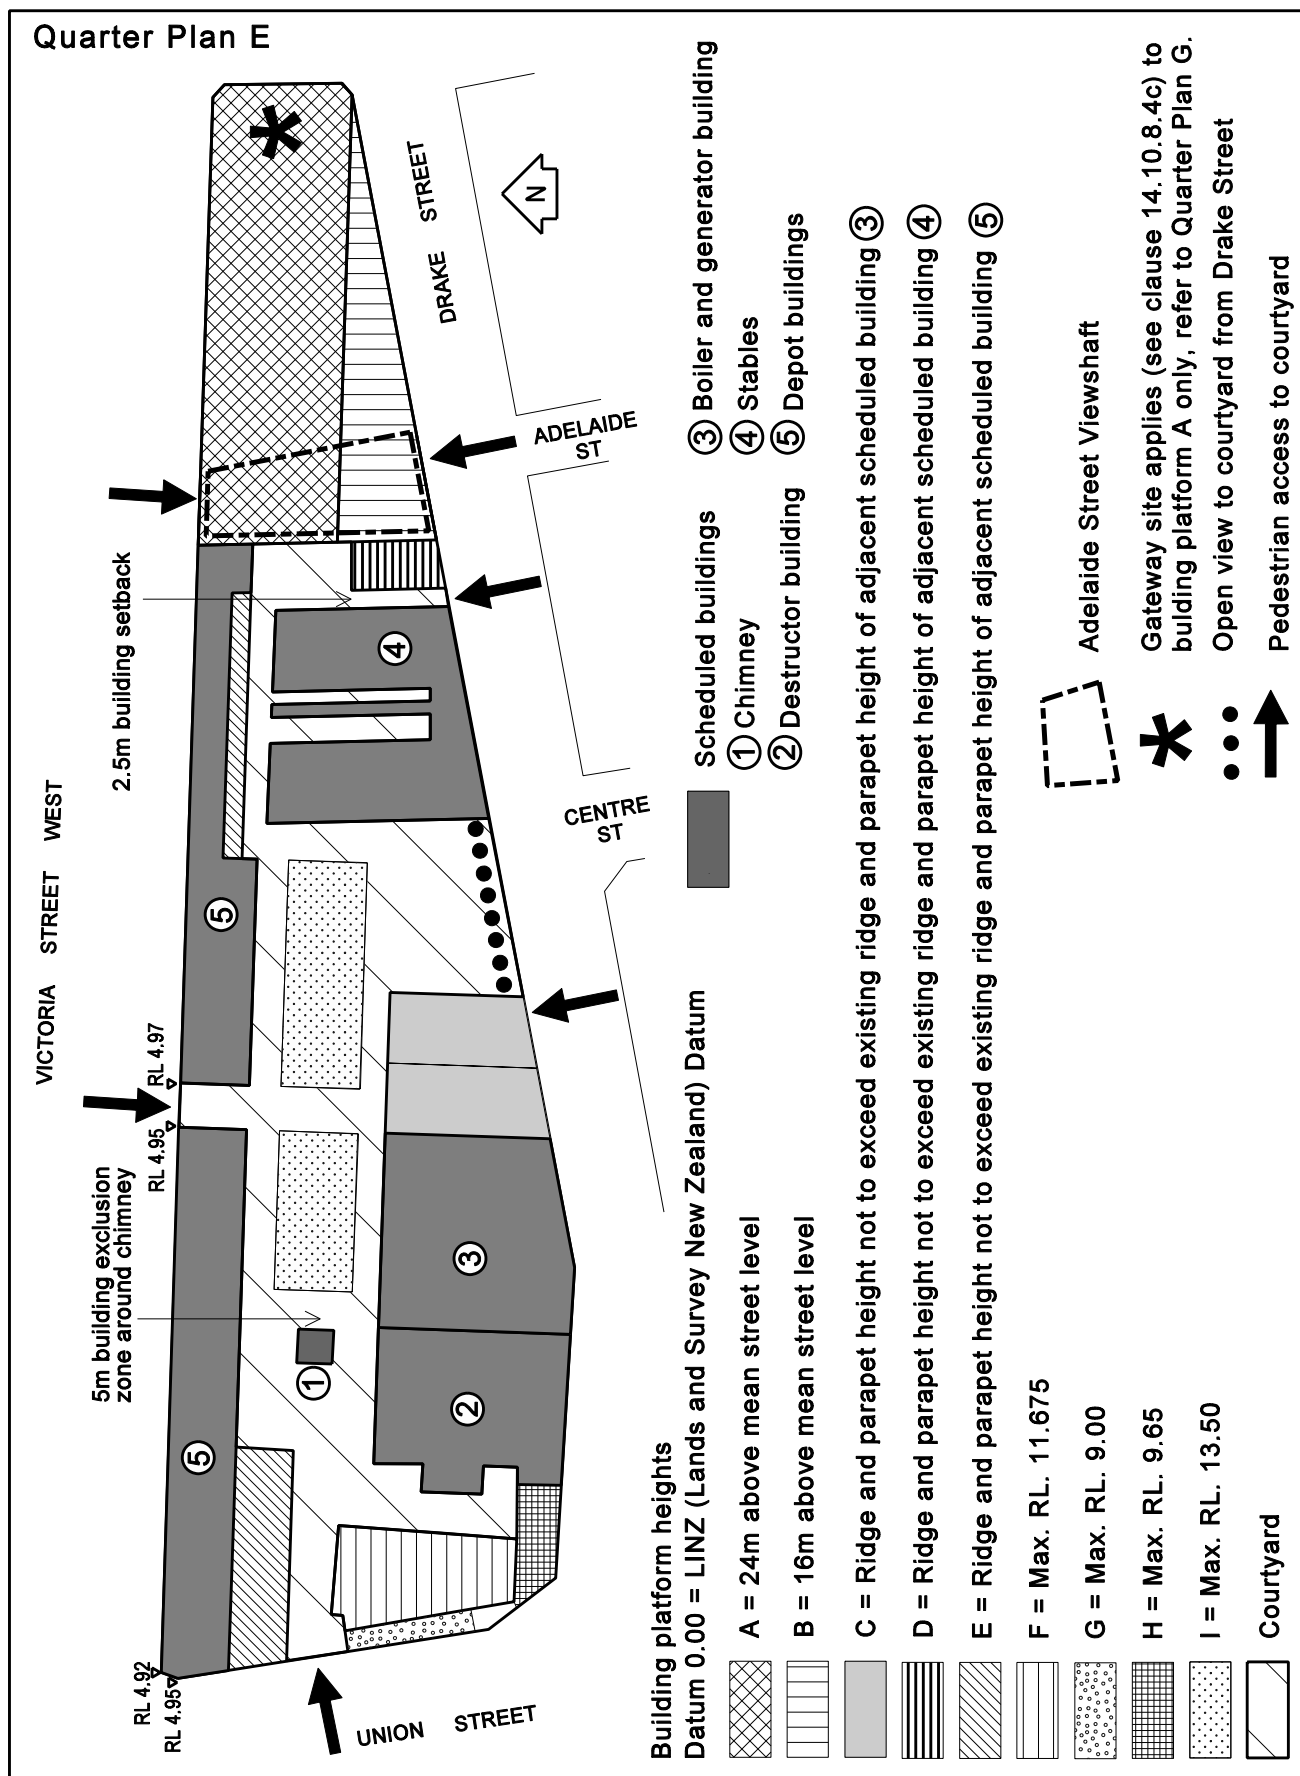 Quarter Plan E
VICTORIA STREET WEST
DRAKE STREET
ADELAIDE
ST
CENTRE
ST
UNION STREET
N
2.5m building setback
5m building exclusion
zone around chimney
RL 4.97
RL 4.95
RL 4.92
RL 4.95
5
5
4
3
2
1
Scheduled buildings
1 Chimney
2 Destructor building
3 Boiler and generator building
4 Stables
5 Depot buildings
Building platform heights
Datum 0.00 = LINZ (Lands and Survey New Zealand) Datum
A = 24m above mean street level
B = 16m above mean street level
C = Ridge and parapet height not to exceed existing ridge and parapet height of adjacent scheduled building 3
D = Ridge and parapet height not to exceed existing ridge and parapet height of adjacent scheduled building 4
E = Ridge and parapet height not to exceed existing ridge and parapet height of adjacent scheduled building 5
F = Max. RL. 11.675
G = Max. RL. 9.00
H = Max. RL. 9.65
I = Max. RL. 13.50
Courtyard
Adelaide Street Viewshaft
Gateway site applies (see clause 14.10.8.4c) to
building platform A only, refer to Quarter Plan G.
Open view to courtyard from Drake Street
Pedestrian access to courtyard